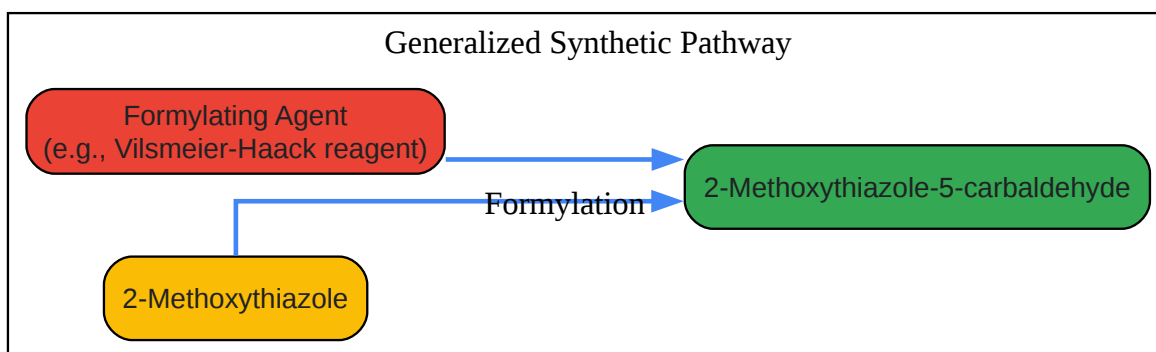 Generalized Synthetic Pathway
Formylating Agent
(e.g., Vilsmeier-Haack reagent)
2-Methoxythiazole-5-carbaldehyde
Formylation
2-Methoxythiazole